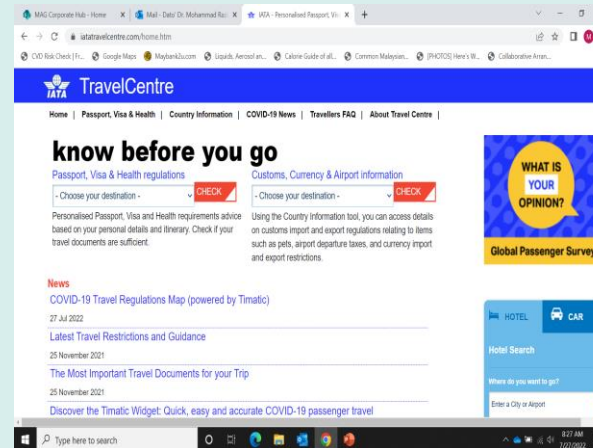 MAG Corporate Hub - Home
Mail - Dato' Dr. Mohammad Raz
IATA - Personalised Passport, Vis
iatatravelcentre.com/home.htm
CVD Risk Check | Fr...
Google Maps
Maybank2u.com
Liquids, Aerosol an...
Calorie Guide of all...
Common Malaysian...
[PHOTOS] Here's W...
Collaborative Arran...
IATA
TravelCentre
Home | Passport, Visa & Health | Country Information | COVID-19 News | Travellers FAQ | About Travel Centre |
know before you go
Passport, Visa & Health regulations
- Choose your destination -
CHECK
Personalised Passport, Visa and Health requirements advice
based on your personal details and itinerary. Check if your
travel documents are sufficient.
Customs, Currency & Airport information
- Choose your destination -
CHECK
Using the Country Information tool, you can access details
on customs import and export regulations relating to items
such as pets, airport departure taxes, and currency import
and export restrictions.
WHAT IS
YOUR
OPINION?
Global Passenger Survey
News
COVID-19 Travel Regulations Map (powered by Timatic)
27 Jul 2022
Latest Travel Restrictions and Guidance
25 November 2021
The Most Important Travel Documents for your Trip
25 November 2021
Discover the Timatic Widget: Quick, easy and accurate COVID-19 passenger travel
HOTEL
CAR
Hotel Search
Where do you want to go?
Enter a City or Airport
Type here to search
8:27 AM
7/27/2022